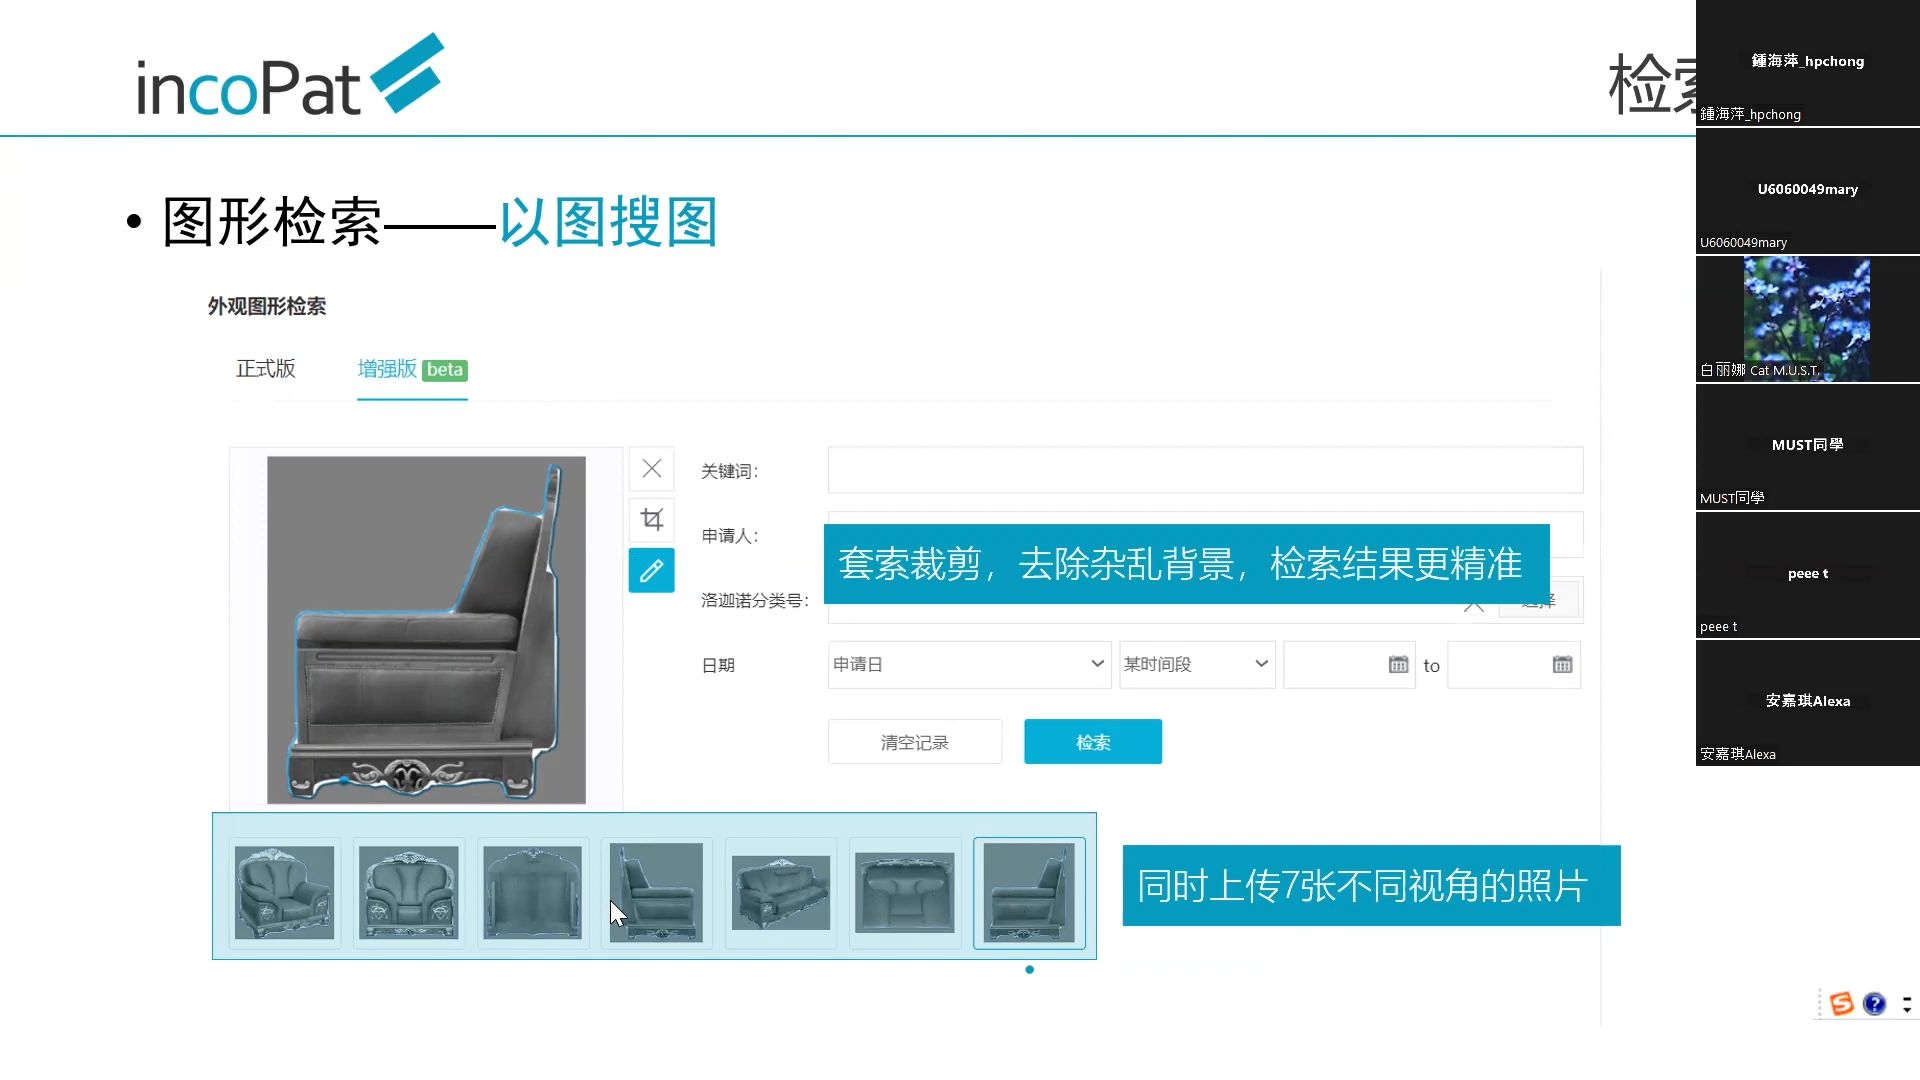 incoPat
检索
• 图形检索——以图搜图
外观图形检索
正式版
增强版 beta
关键词:
申请人:
套索裁剪，去除杂乱背景，检索结果更精准
洛迦诺分类号:
选择
日期
申请日
某时间段
to
清空记录
检索
同时上传7张不同视角的照片
鍾海萍_hpchong
鍾海萍_hpchong
U6060049mary
U6060049mary
白丽娜 Cat M.U.S.T.
MUST同學
MUST同學
peee t
peee t
安嘉琪Alexa
安嘉琪Alexa